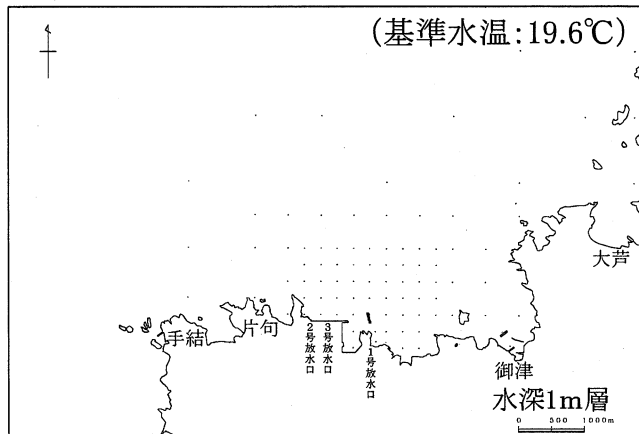 (基準水温:19.6℃)
大芦
手結
片句
2号放水口
3号放水口
1号放水口
御津
水深1m層
0 500 1000m